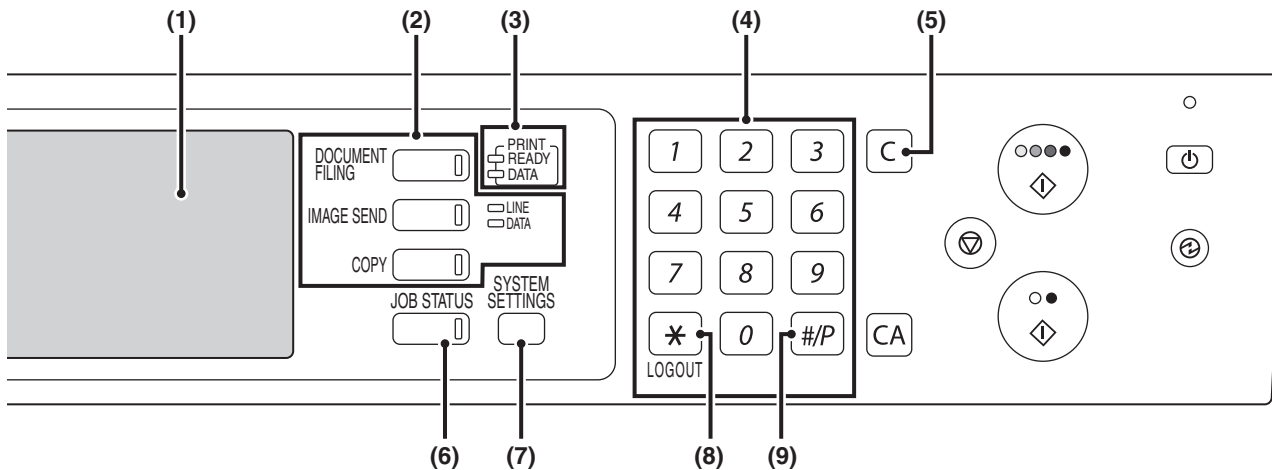 (1)
(2)
(3)
(4)
(5)
DOCUMENT
FILING
PRINT
READY
DATA
IMAGE SEND
LINE
DATA
COPY
JOB STATUS
SYSTEM
SETTINGS
1 2 3
4 5 6
7 8 9
* 0 #/P
LOGOUT
C
CA
(6)
(7)
(8)
(9)